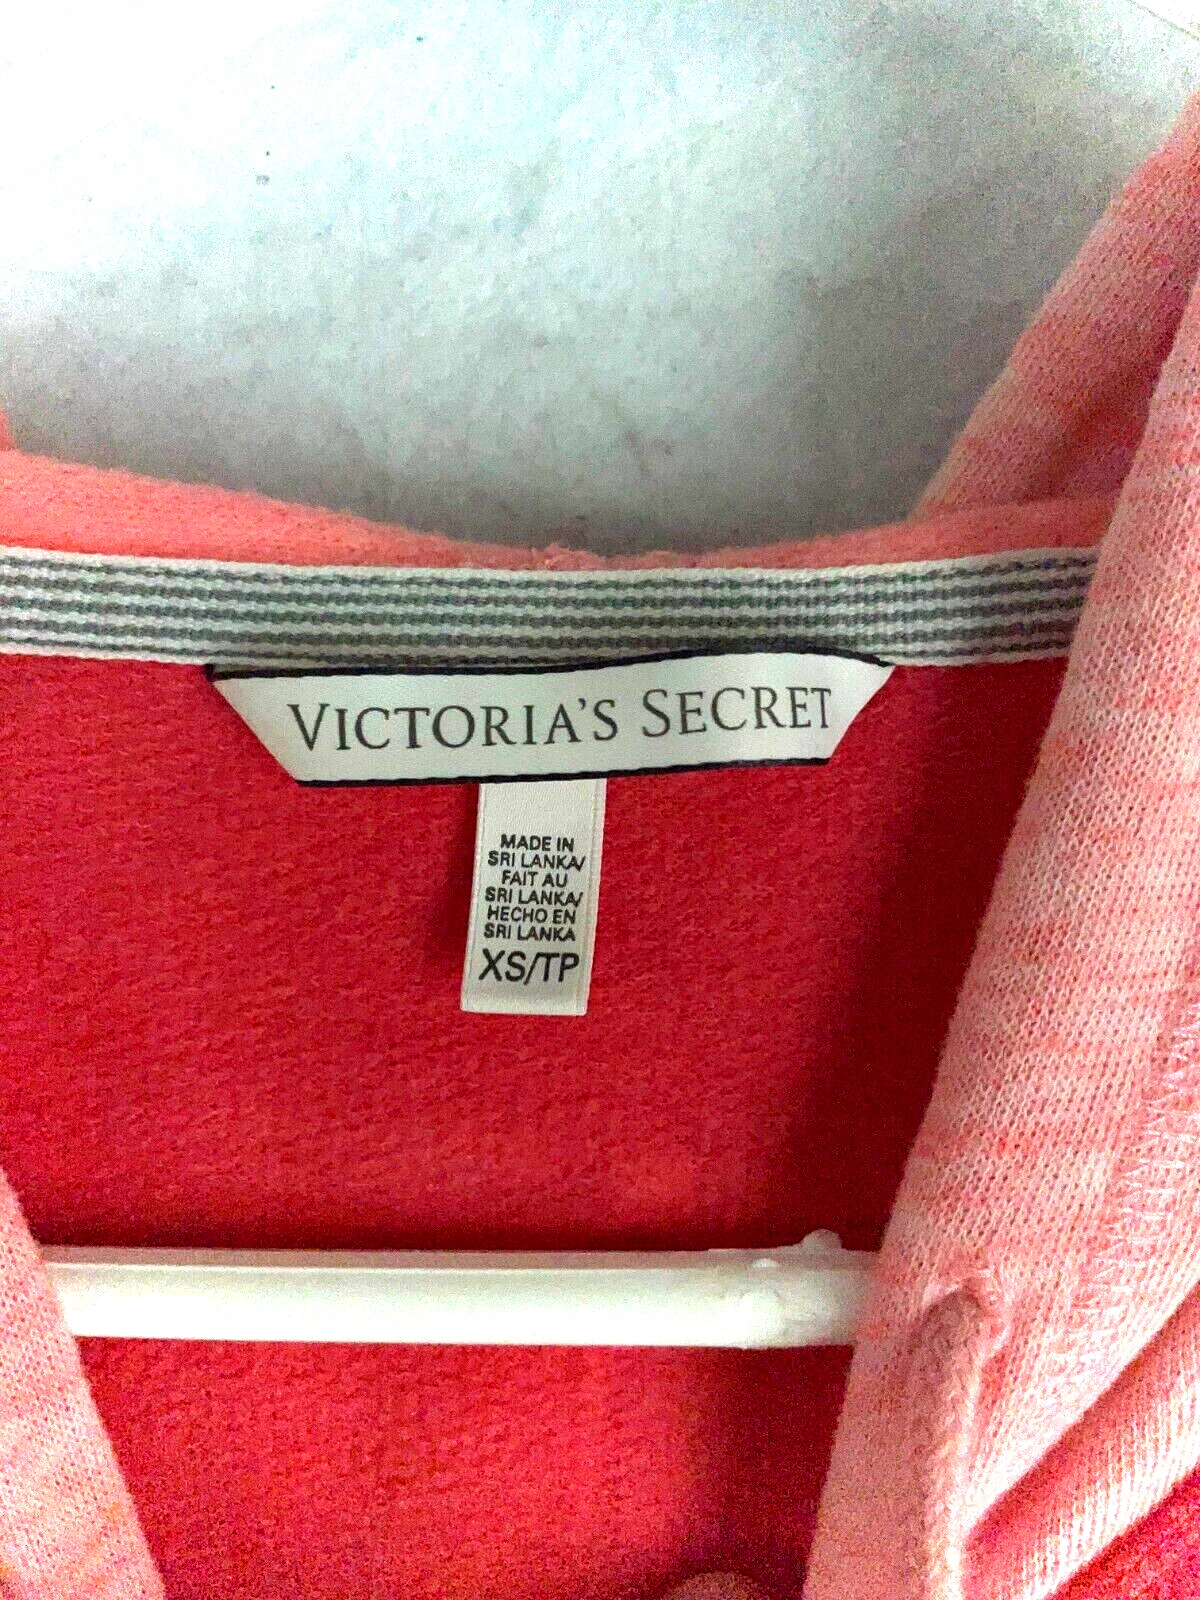 VICTORIA'S SECRET
MADE IN
SRI LANKA/
FAIT AU
SRI LANKA/
HECHO EN
SRI LANKA
XS/TP